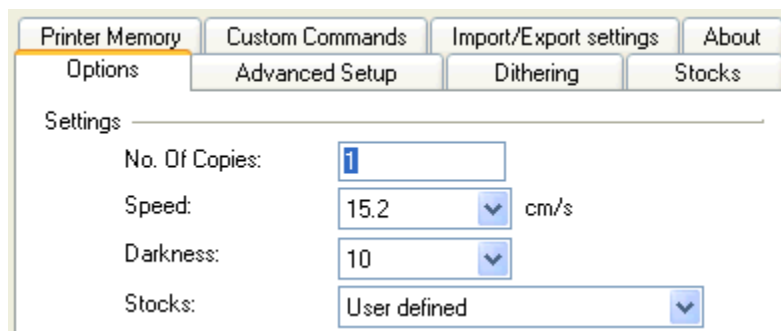 Printer Memory Custom Commands Import/Export settings About
Options Advanced Setup Dithering Stocks
Settings
No. Of Copies: 1
Speed: 15.2 cm/s
Darkness: 10
Stocks: User defined